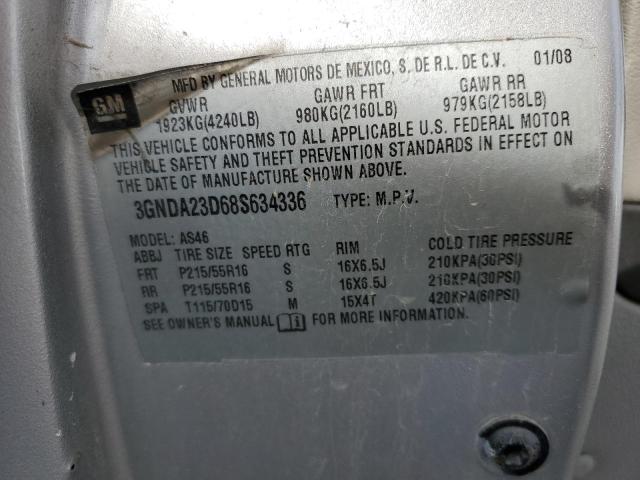 MFD BY GENERAL MOTORS DE MEXICO, S. DE R.L. DE C.V. 01/08
GM
GVWR GAWR FRT GAWR RR
1923KG(4240LB) 980KG(2160LB) 979KG(2158LB)
THIS VEHICLE CONFORMS TO ALL APPLICABLE U.S. FEDERAL MOTOR
VEHICLE SAFETY AND THEFT PREVENTION STANDARDS IN EFFECT ON
THE DATE OF MANUFACTURE SHOWN ABOVE.
3GNDA23D68S634336 TYPE: M.P.V.
MODEL: AS46
ABBJ TIRE SIZE SPEED RTG RIM COLD TIRE PRESSURE
FRT P215/55R16 S 16X6.5J 210KPA(30PSI)
RR P215/55R16 S 16X6.5J 210KPA(30PSI)
SPA T115/70D15 M 15X4T 420KPA(60PSI)
SEE OWNER'S MANUAL FOR MORE INFORMATION.